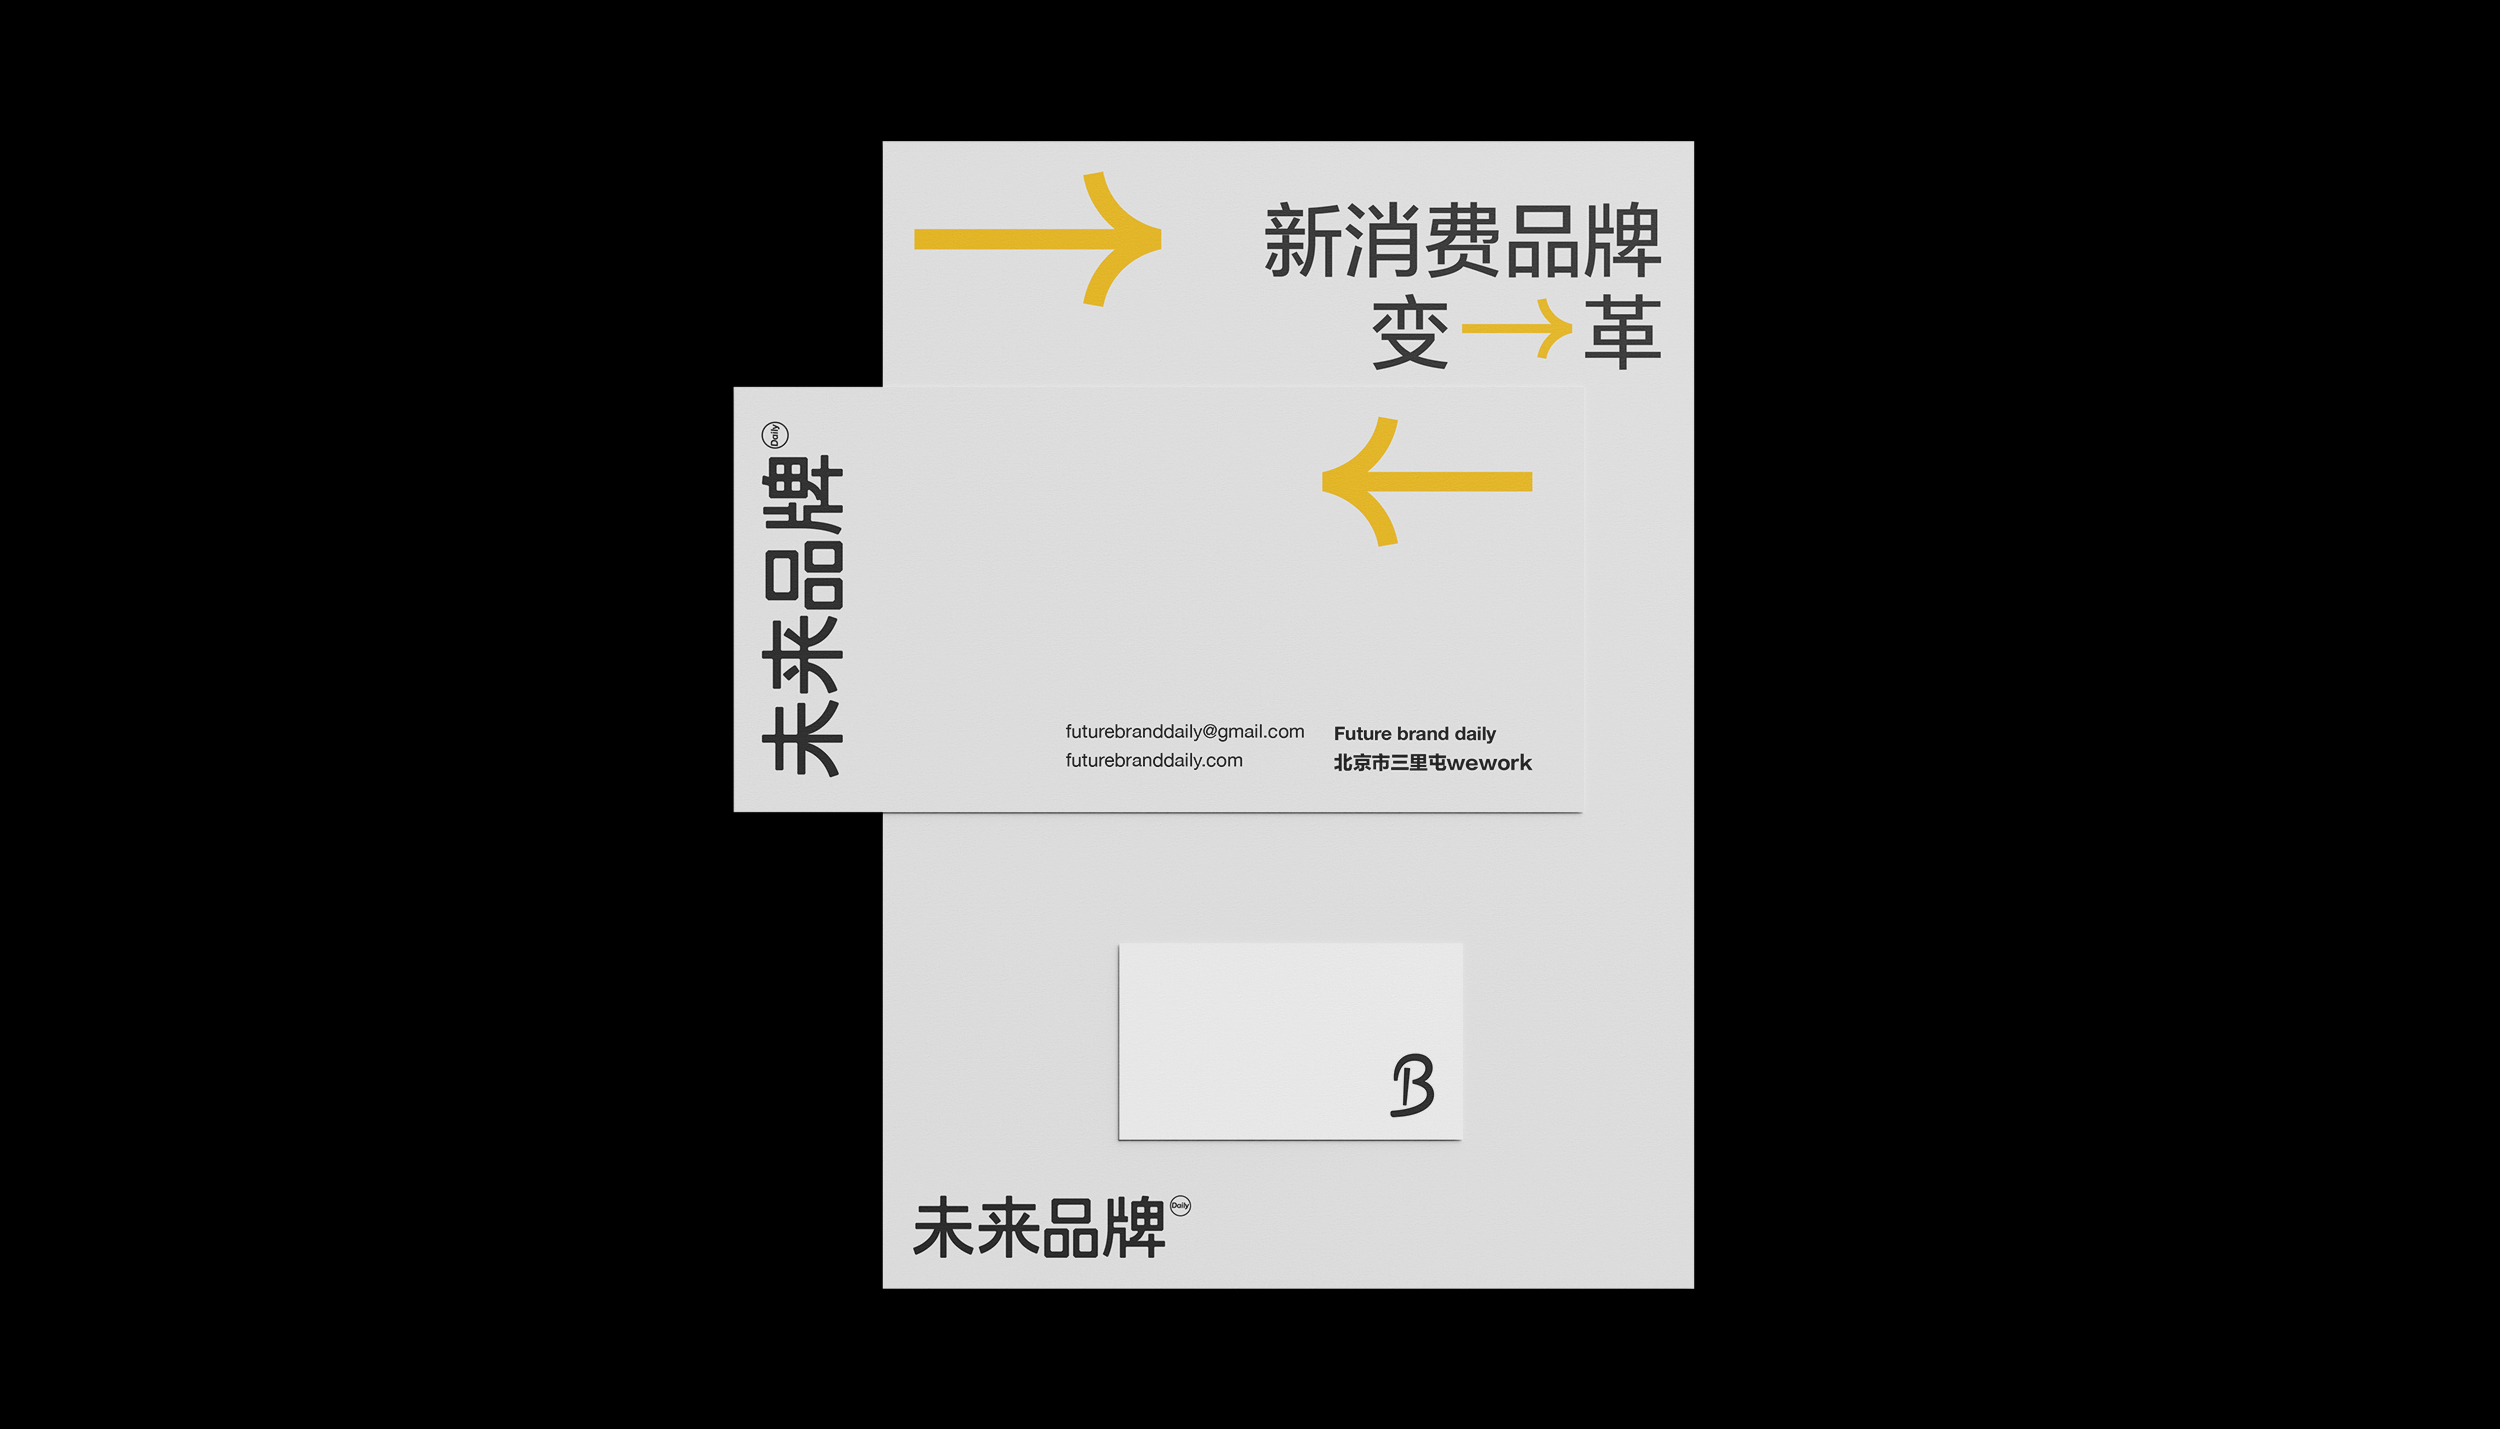 新消费品牌
变→革
未来品牌 Daily
futurebranddaily@gmail.com
futurebranddaily.com
Future brand daily
北京市三里屯wework
B
未来品牌 Daily